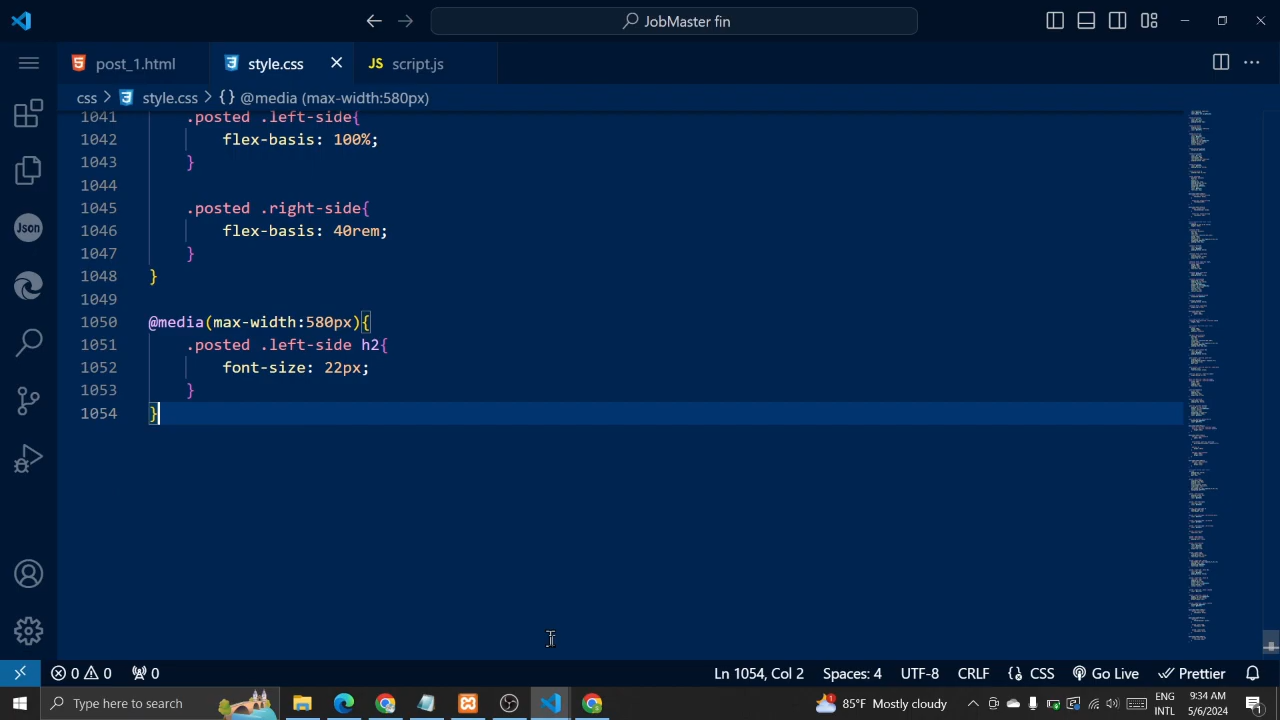 JobMaster fin
post_1.html
style.css
JS script.js
css > style.css > {} @media (max-width:580px)
1041 .posted .left-side{
1042 flex-basis: 100%;
1043 }
1044
1045 .posted .right-side{
1046 flex-basis: 40rem;
1047 }
1048 }
1049
1050 @media(max-width:580px){
1051 .posted .left-side h2{
1052 font-size: 22px;
1053 }
1054 }
Json
0 0 0
Ln 1054, Col 2
Spaces: 4
UTF-8
CRLF
{} CSS
Go Live
Prettier
Type here to search
85°F Mostly cloudy
ENG
INTL
9:34 AM
5/6/2024